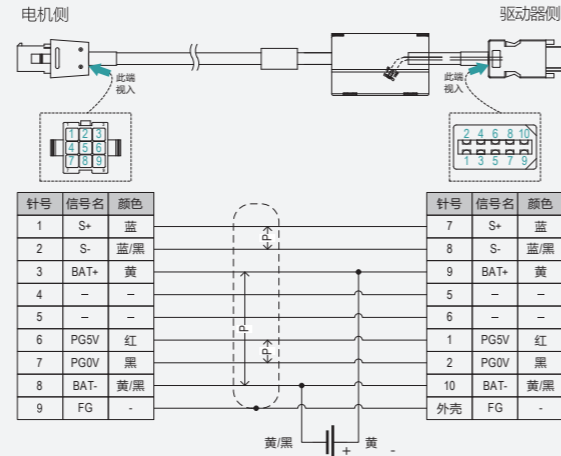 电机侧 驱动器侧
此端
视入
此端
视入
1 2 3
4 5 6
7 8 9
2 4 6 8 10
1 3 5 7 9
针号 信号名 颜色 针号 信号名 颜色
1 S+ 蓝 P 7 S+ 蓝
2 S- 蓝/黑 8 S- 蓝/黑
3 BAT+ 黄 9 BAT+ 黄
4 – – 5 – –
5 – – P 6 – –
6 PG5V 红 P 1 PG5V 红
7 PG0V 黑 2 PG0V 黑
8 BAT- 黄/黑 10 BAT- 黄/黑
9 FG - 外壳 FG -
黄/黑 + 黄 -